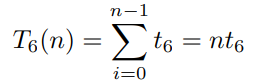 T_6(n) = \sum_{i=0}^{n-1} t_6 = nt_6